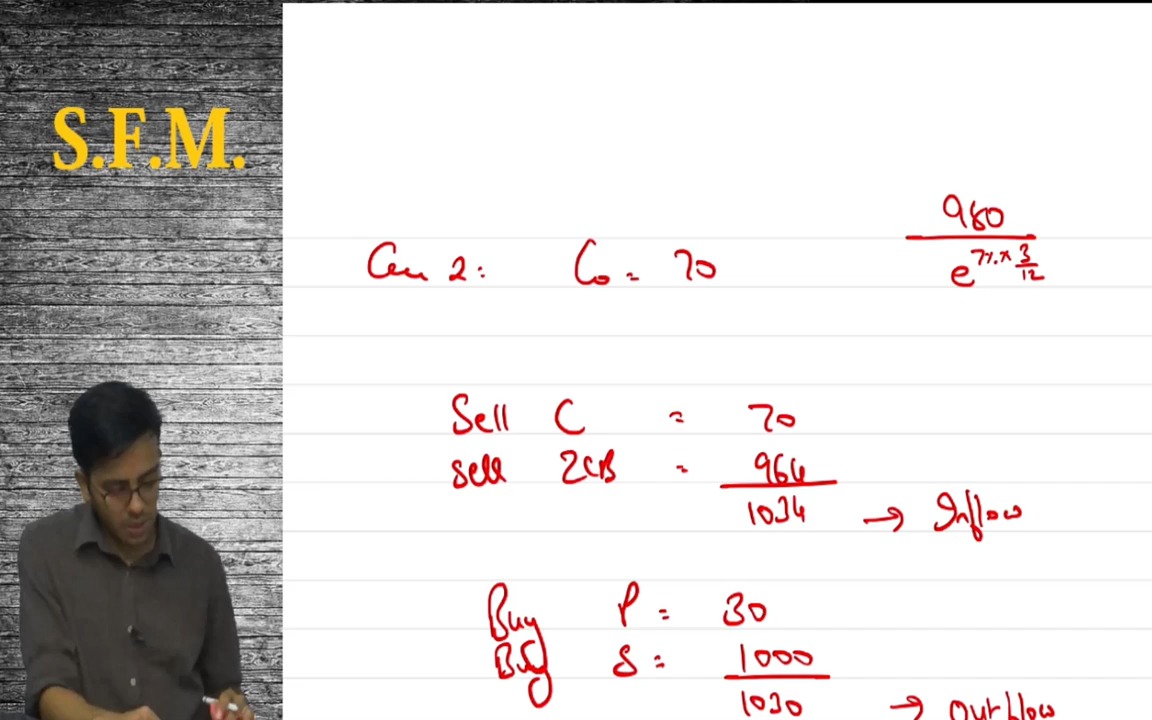 S.F.M.
980
Case 2: C₀ = 70
e^{7% × 3/12}
Sell C = 70
Sell ZCB = 964
1034 → Inflow
Buy P = 30
Buy S = 1000
1030 → Outflow